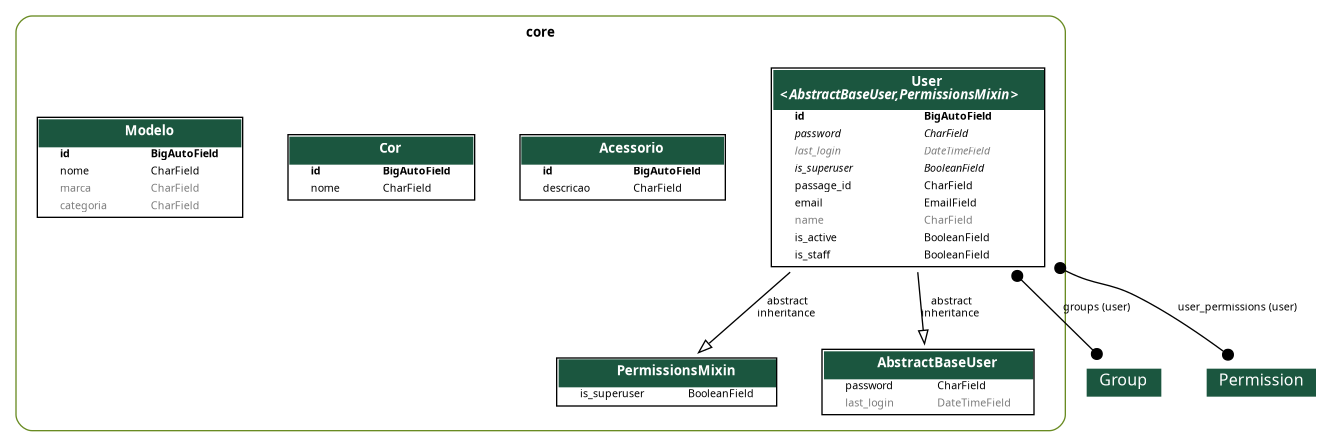 core
Modelo
id BigAutoField
nome CharField
marca CharField
categoria CharField
Cor
id BigAutoField
nome CharField
Acessorio
id BigAutoField
descricao CharField
User
<AbstractBaseUser,PermissionsMixin>
id BigAutoField
password CharField
last_login DateTimeField
is_superuser BooleanField
passage_id CharField
email EmailField
name CharField
is_active BooleanField
is_staff BooleanField
abstract
inheritance
abstract
inheritance
groups (user)
user_permissions (user)
PermissionsMixin
is_superuser BooleanField
AbstractBaseUser
password CharField
last_login DateTimeField
Group
Permission